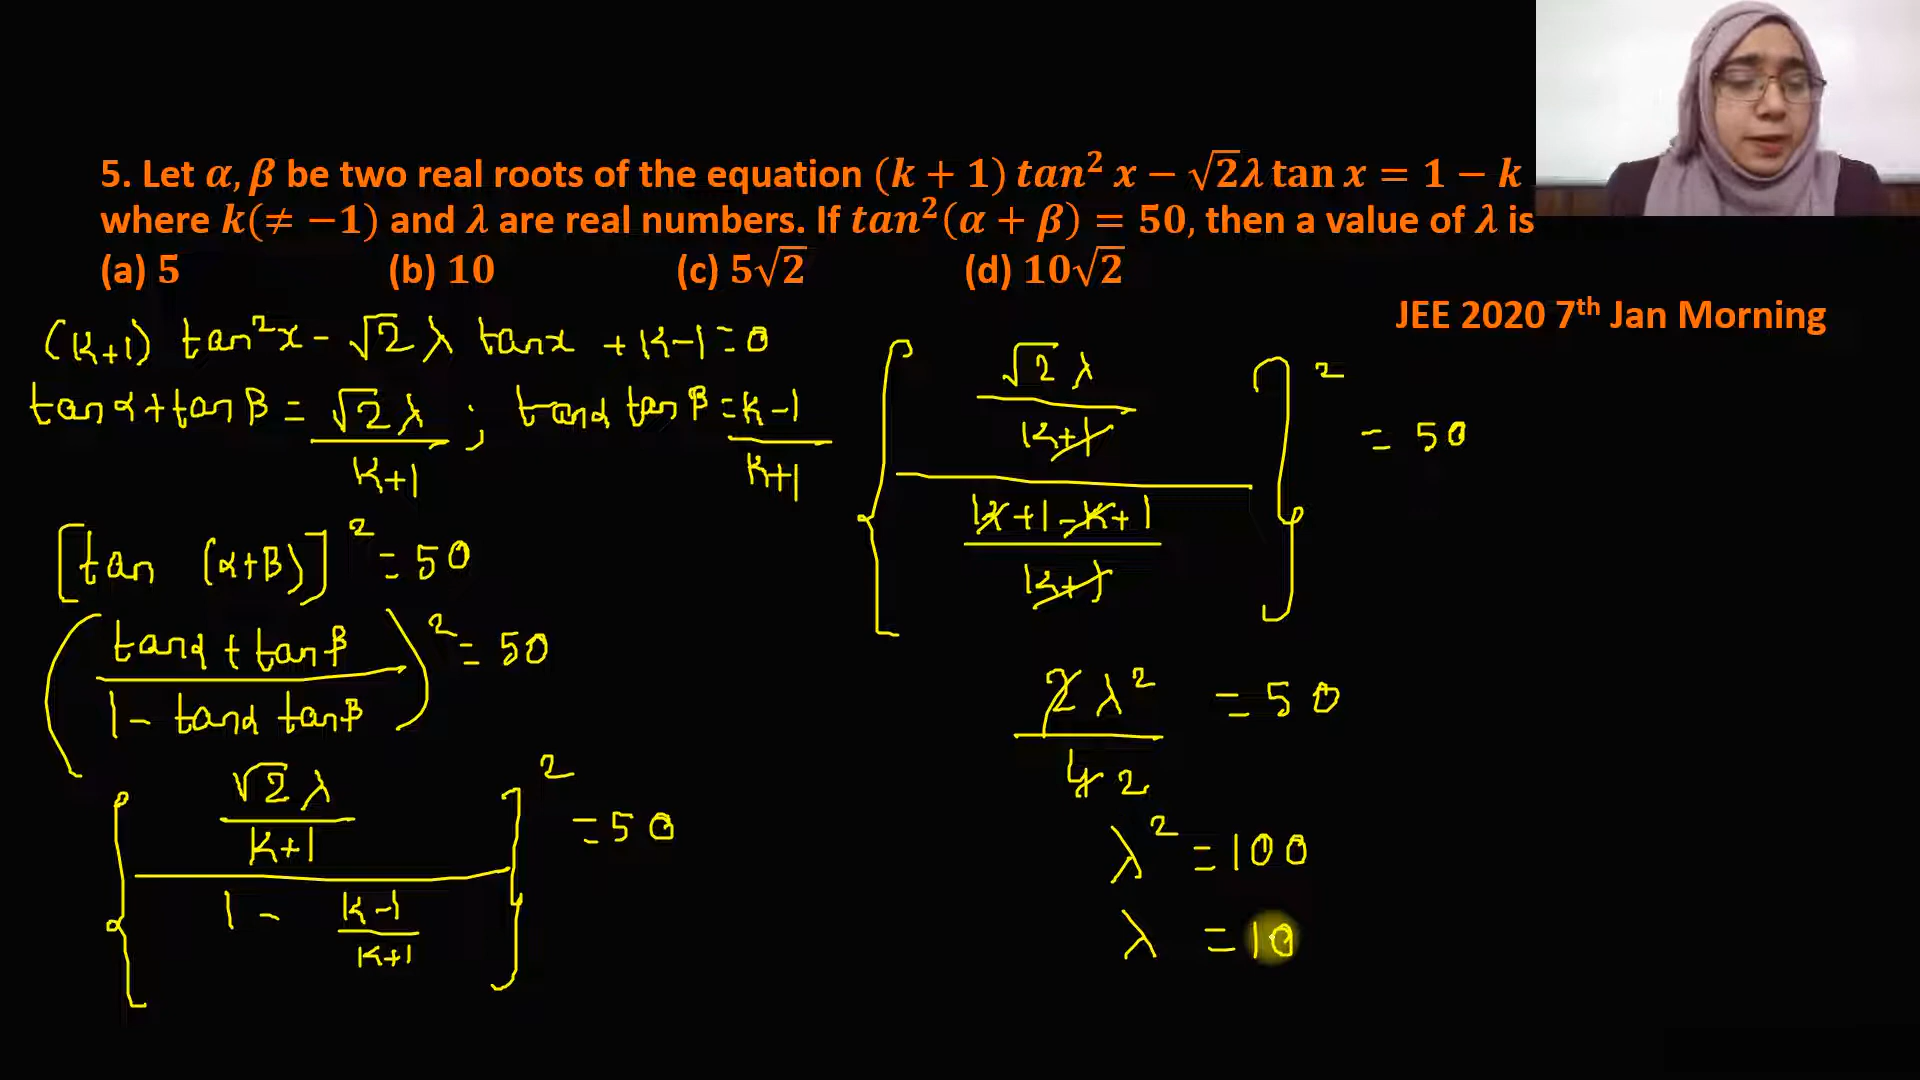 5. Let α, β be two real roots of the equation (k + 1) tan² x − √2λ tan x = 1 − k
where k(≠ −1) and λ are real numbers. If tan²(α + β) = 50, then a value of λ is
(a) 5 (b) 10 (c) 5√2 (d) 10√2
JEE 2020 7th Jan Morning
(K+1) tan²x − √2 λ tanx + K−1 = 0
tanα + tanβ = √2 λ / K+1 ; tanα tanβ = K−1 / K+1
[tan (α+β)]² = 50
(tanα + tanβ / 1 − tanα tanβ)² = 50
{√2 λ / K+1 / 1 − K−1 / K+1}² = 50
{√2 λ / K+1 / K+1−K+1 / K+1}² = 50
2λ² / 4 2 = 50
λ² = 100
λ = 10